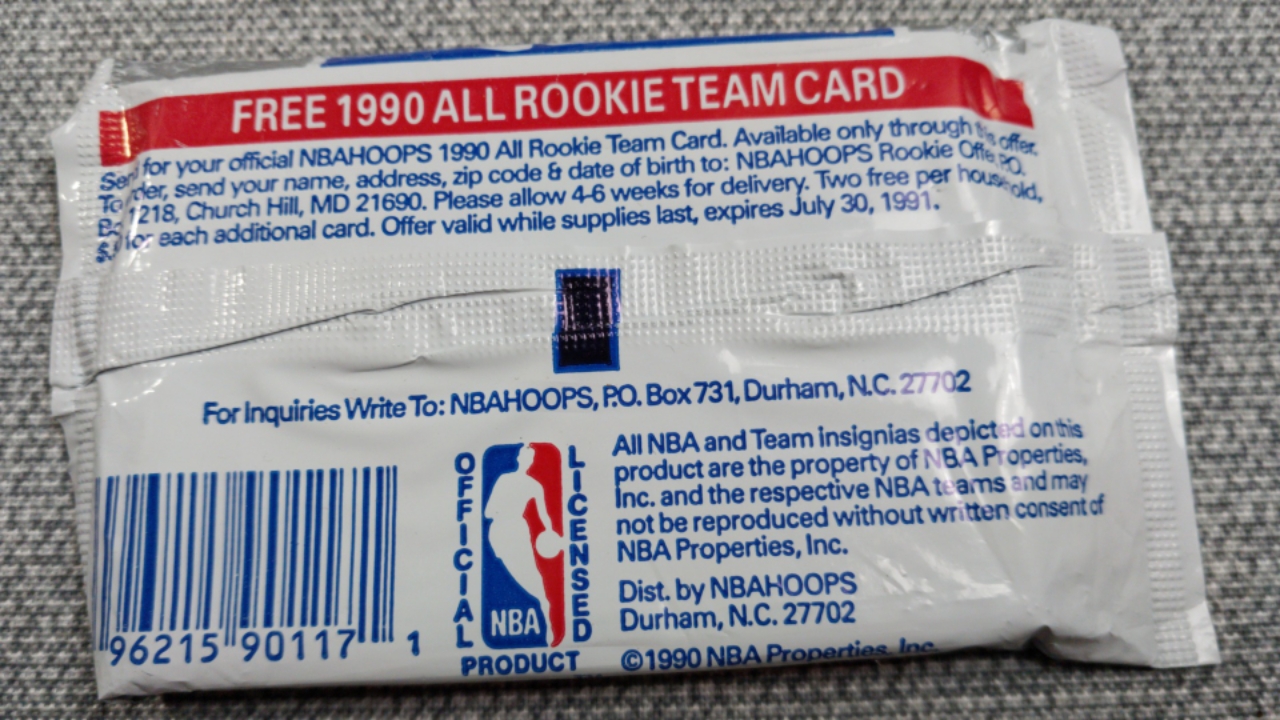 FREE 1990 ALL ROOKIE TEAM CARD
for your official NBAHOOPS 1990 All Rookie Team Card. Available only through offer.
send your name, address, zip code & date of birth to: NBAHOOPS Rookie P.O.
1218, Church Hill, MD 21690. Please allow 4-6 weeks for delivery. Two free per household,
for each additional card. Offer valid while supplies last, expires July 30, 1991.
For Inquiries Write To: NBAHOOPS, P.O. Box 731, Durham, N.C. 27702
96215 90117 1
OFFICIAL
NBA
LICENSED
PRODUCT
All NBA and Team insignias depicted on this
product are the property of NBA Properties,
Inc. and the respective NBA teams and may
not be reproduced without written consent of
NBA Properties, Inc.
Dist. by NBAHOOPS
Durham, N.C. 27702
©1990 NBA Properties, Inc.